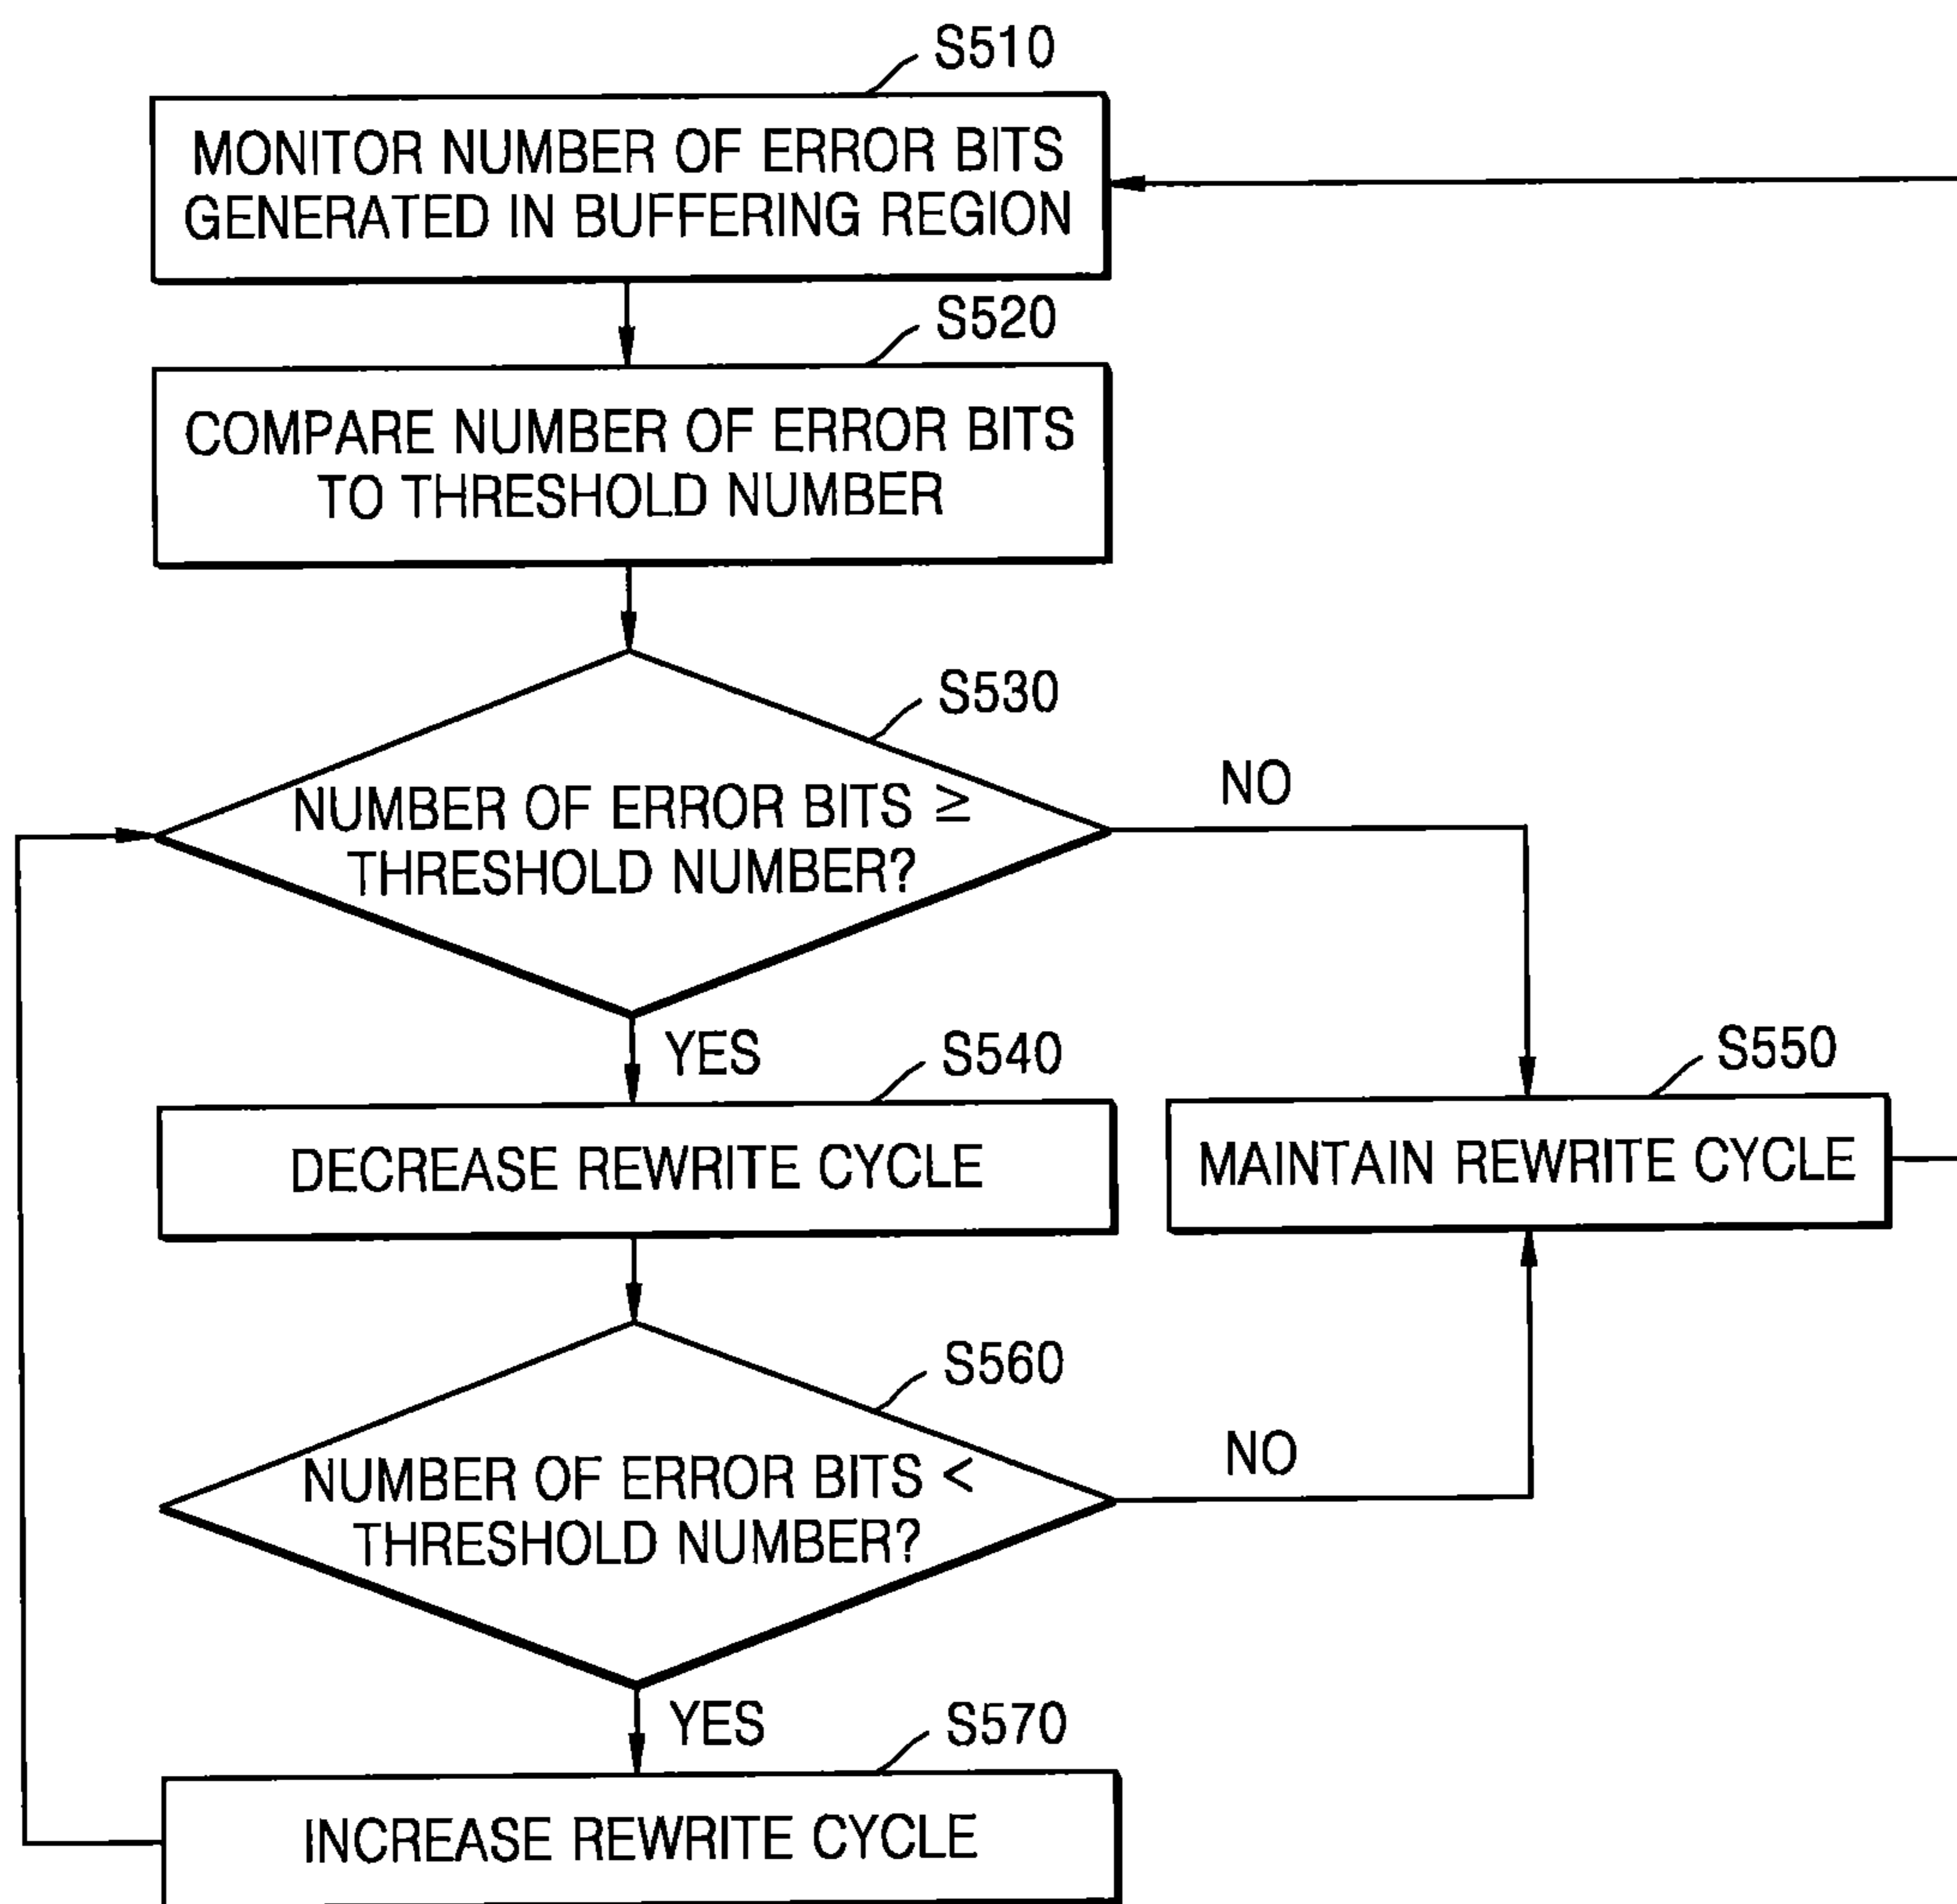 S510
MONITOR NUMBER OF ERROR BITS
GENERATED IN BUFFERING REGION
S520
COMPARE NUMBER OF ERROR BITS
TO THRESHOLD NUMBER
S530
NUMBER OF ERROR BITS ≥
THRESHOLD NUMBER?
NO
YES
S540
DECREASE REWRITE CYCLE
S550
MAINTAIN REWRITE CYCLE
S560
NUMBER OF ERROR BITS <
THRESHOLD NUMBER?
NO
YES
S570
INCREASE REWRITE CYCLE